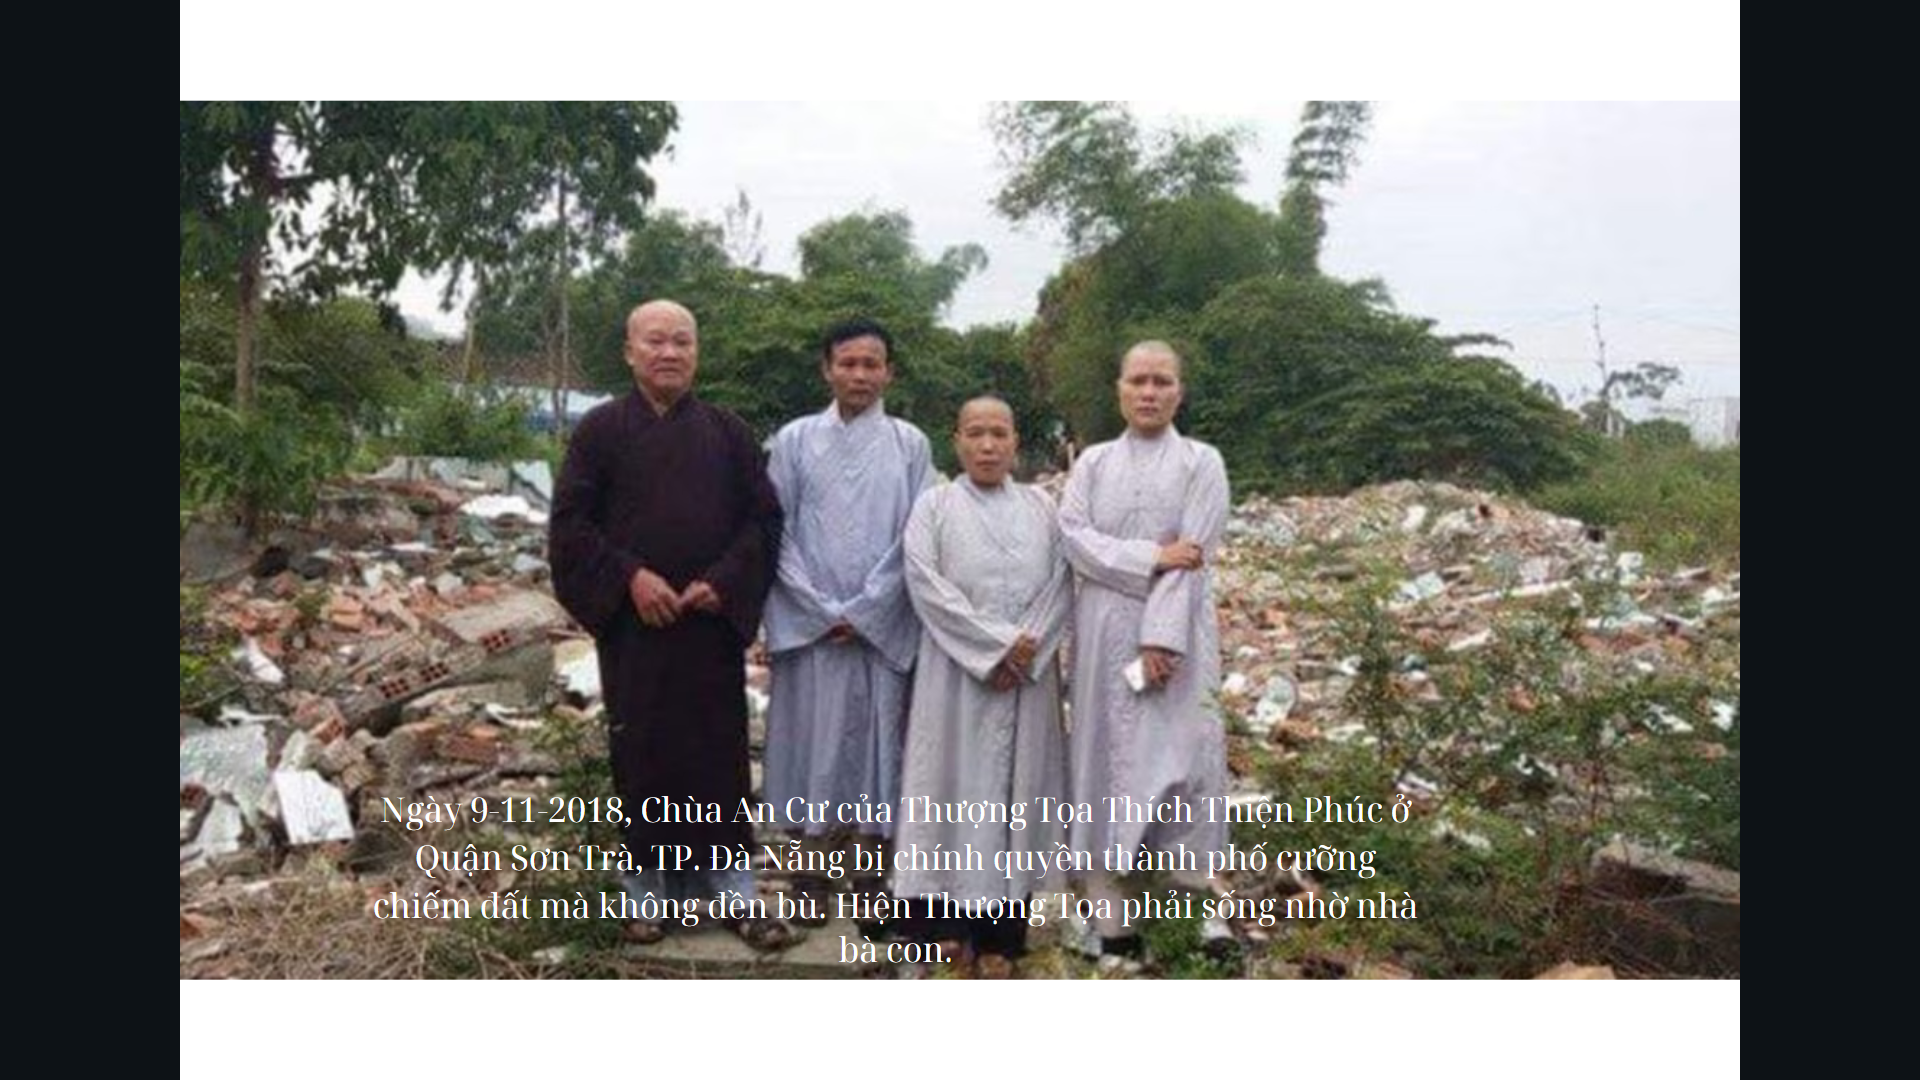 Ngày 9-11-2018, Chùa An Cư của Thượng Tọa Thích Thiện Phúc ở
Quận Sơn Trà, TP. Đà Nẵng bị chính quyền thành phố cưỡng
chiếm đất mà không đền bù. Hiện Thượng Tọa phải sống nhờ nhà
bà con.